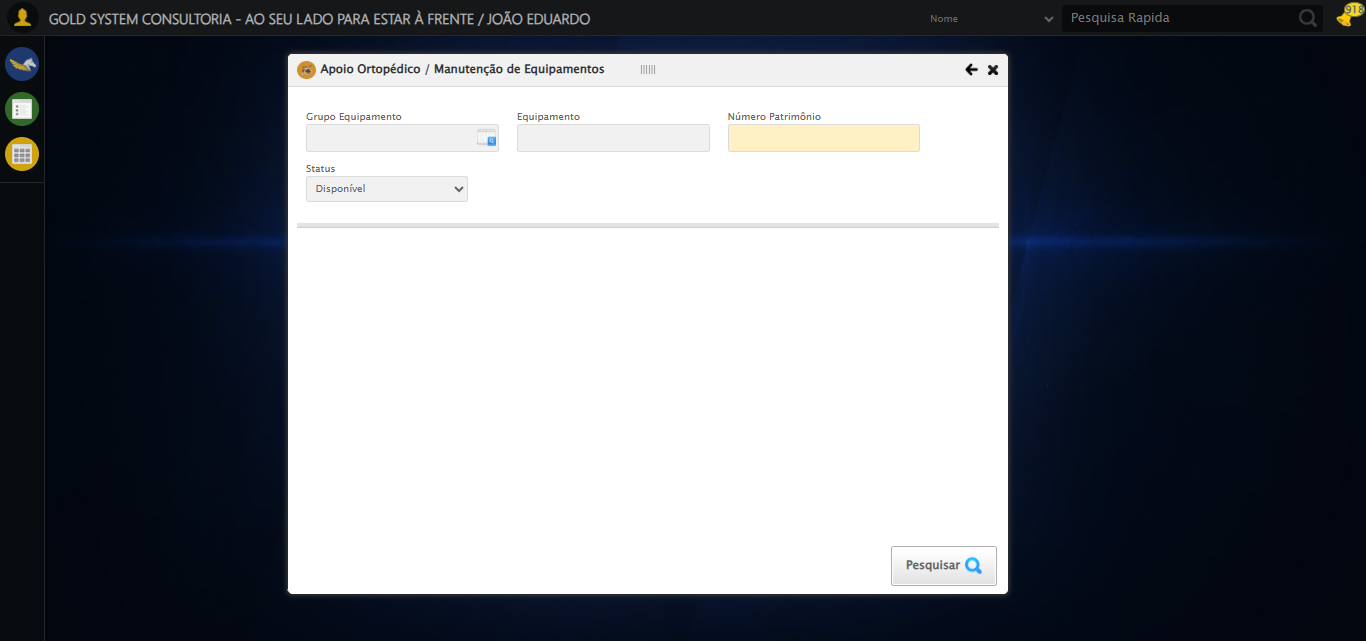 GOLD SYSTEM CONSULTORIA - AO SEU LADO PARA ESTAR À FRENTE / JOÃO EDUARDO
Nome
Pesquisa Rapida
918
Apoio Ortopédico / Manutenção de Equipamentos
Grupo Equipamento
Equipamento
Número Patrimônio
Status
Disponível
Pesquisar